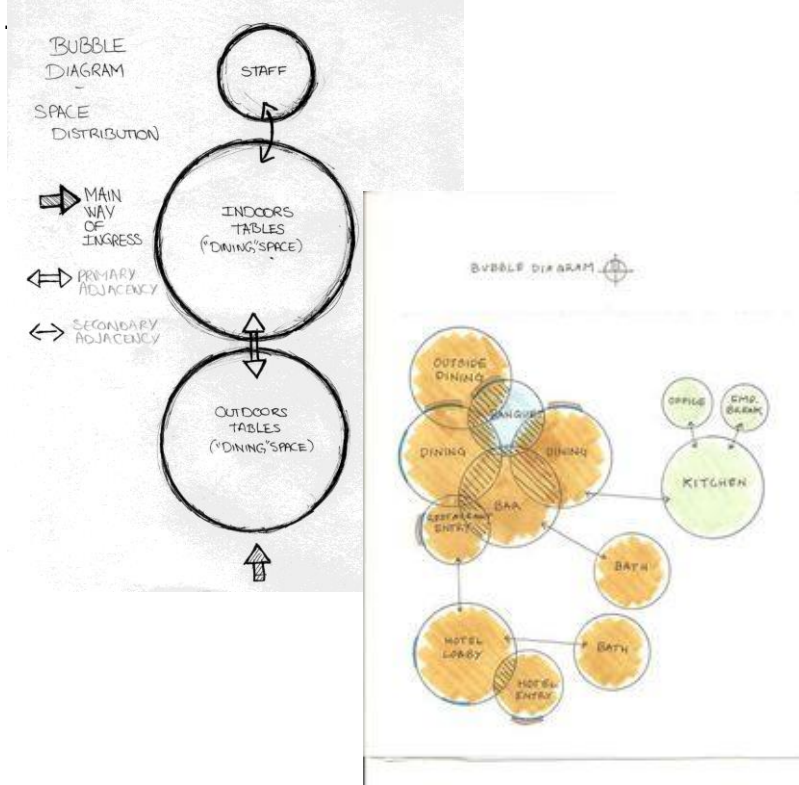 BUBBLE
DIAGRAM
-
SPACE
DISTRIBUTION
STAFF
MAIN
WAY
OF
INGRESS
PRIMARY
ADJACENCY
SECONDARY
ADJACENCY
INDOORS
TABLES
("DINING" SPACE)
OUTDOORS
TABLES
("DINING" SPACE)
BUBBLE DIAGRAM
OUTSIDE
DINING
BANQUET
DINING
DINING
BAR
RESTAURANT
ENTRY
OFFICE
EMP.
BREAK
KITCHEN
BATH
HOTEL
LOBBY
BATH
HOTEL
ENTRY